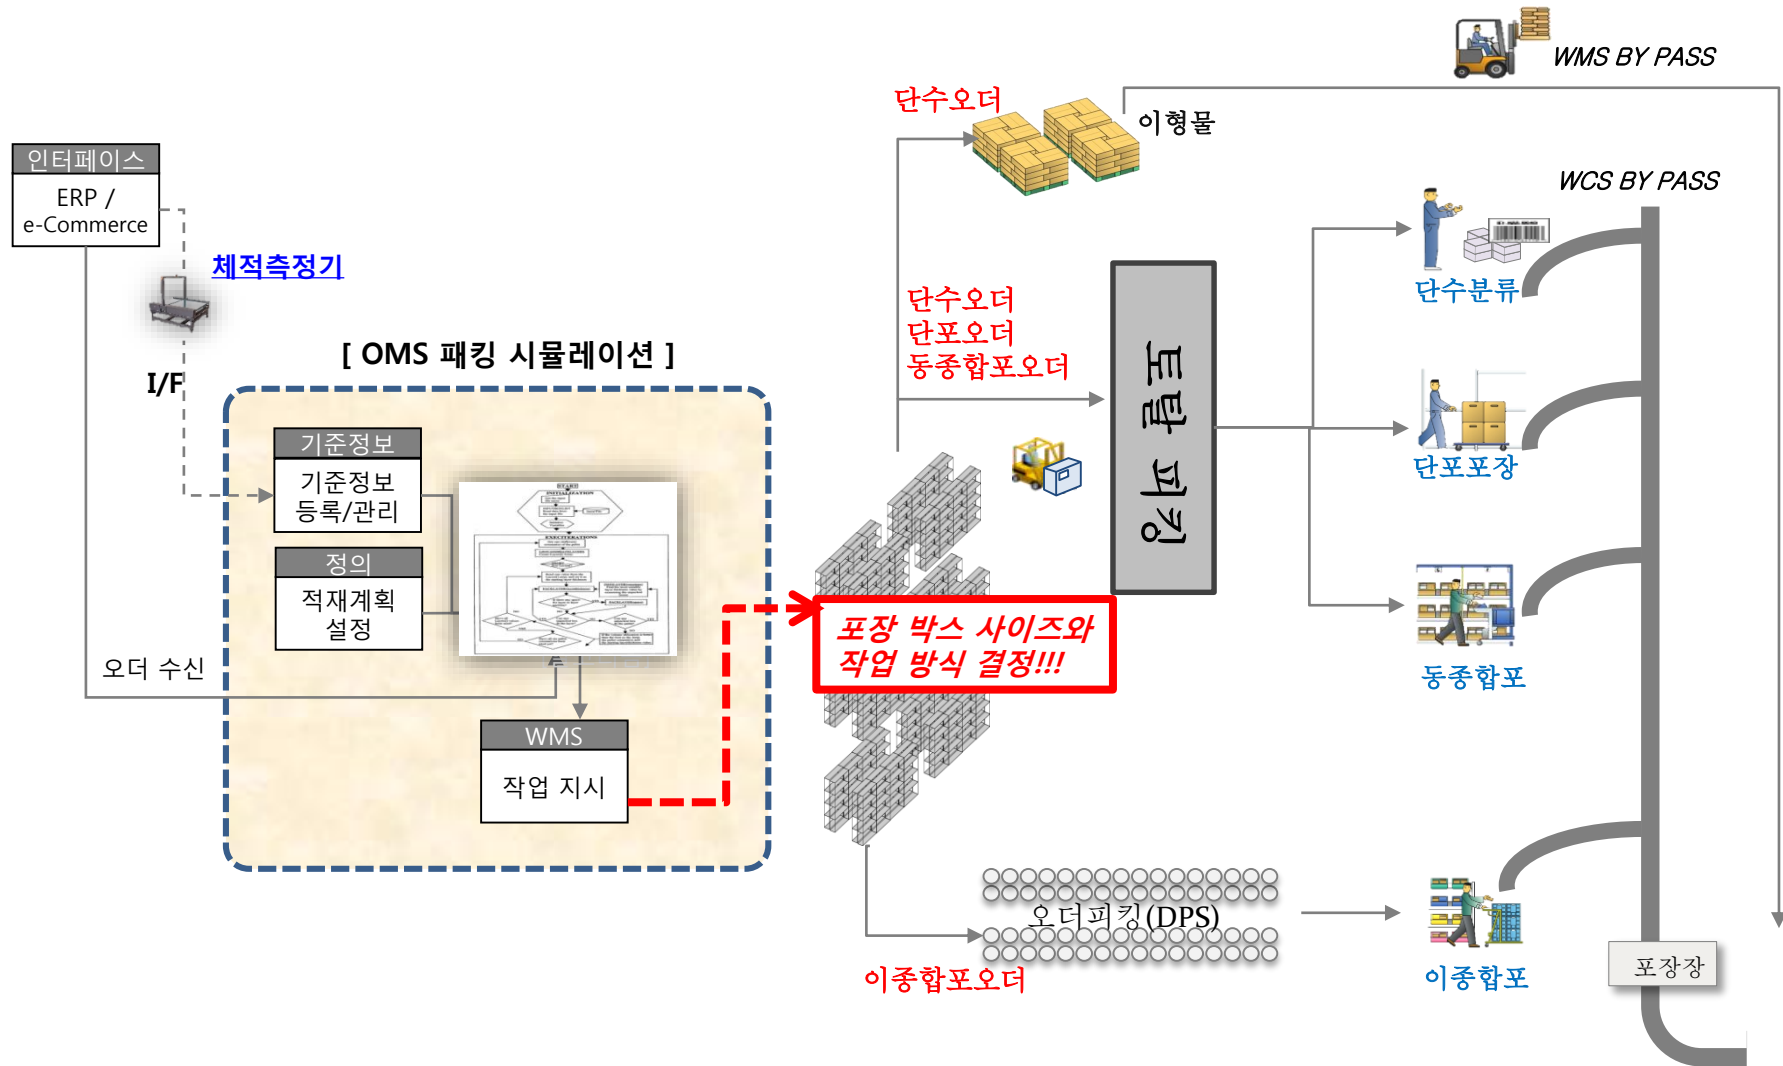 WMS BY PASS
단수오더
이형물
인터페이스
ERP /
e-Commerce
WCS BY PASS
체적측정기
단수분류
단수오더
단포오더
동종합포오더
[ OMS 패킹 시뮬레이션 ]
I/F
토탈 피킹
기준정보
기준정보
등록/관리
단포포장
START
INITIALIZATION
EXECITERATIONS
정의
적재계획
설정
포장 박스 사이즈와
작업 방식 결정!!!
오더 수신
동종합포
WMS
작업 지시
오더피킹(DPS)
이종합포오더
이종합포
포장장